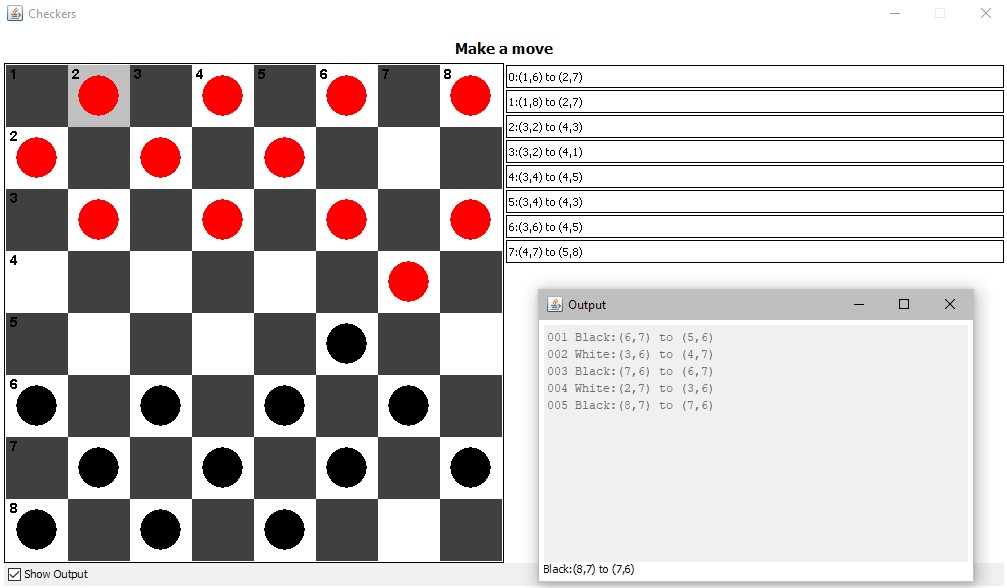 Checkers
Make a move
1 2 3 4 5 6 7 8
2
3
4
5
6
7
8
0:(1,6) to (2,7)
1:(1,8) to (2,7)
2:(3,2) to (4,3)
3:(3,2) to (4,1)
4:(3,4) to (4,5)
5:(3,4) to (4,3)
6:(3,6) to (4,5)
7:(4,7) to (5,8)
Output
001 Black:(6,7) to (5,6)
002 White:(3,6) to (4,7)
003 Black:(7,6) to (6,7)
004 White:(2,7) to (3,6)
005 Black:(8,7) to (7,6)
Black:(8,7) to (7,6)
Show Output